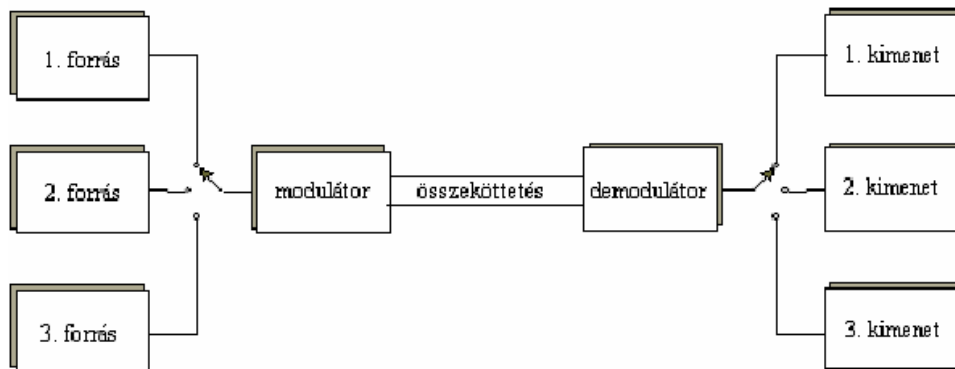 1. forrás
1. kimenet
2. forrás
modulátor
összeköttetés
demodulátor
2. kimenet
3. forrás
3. kimenet